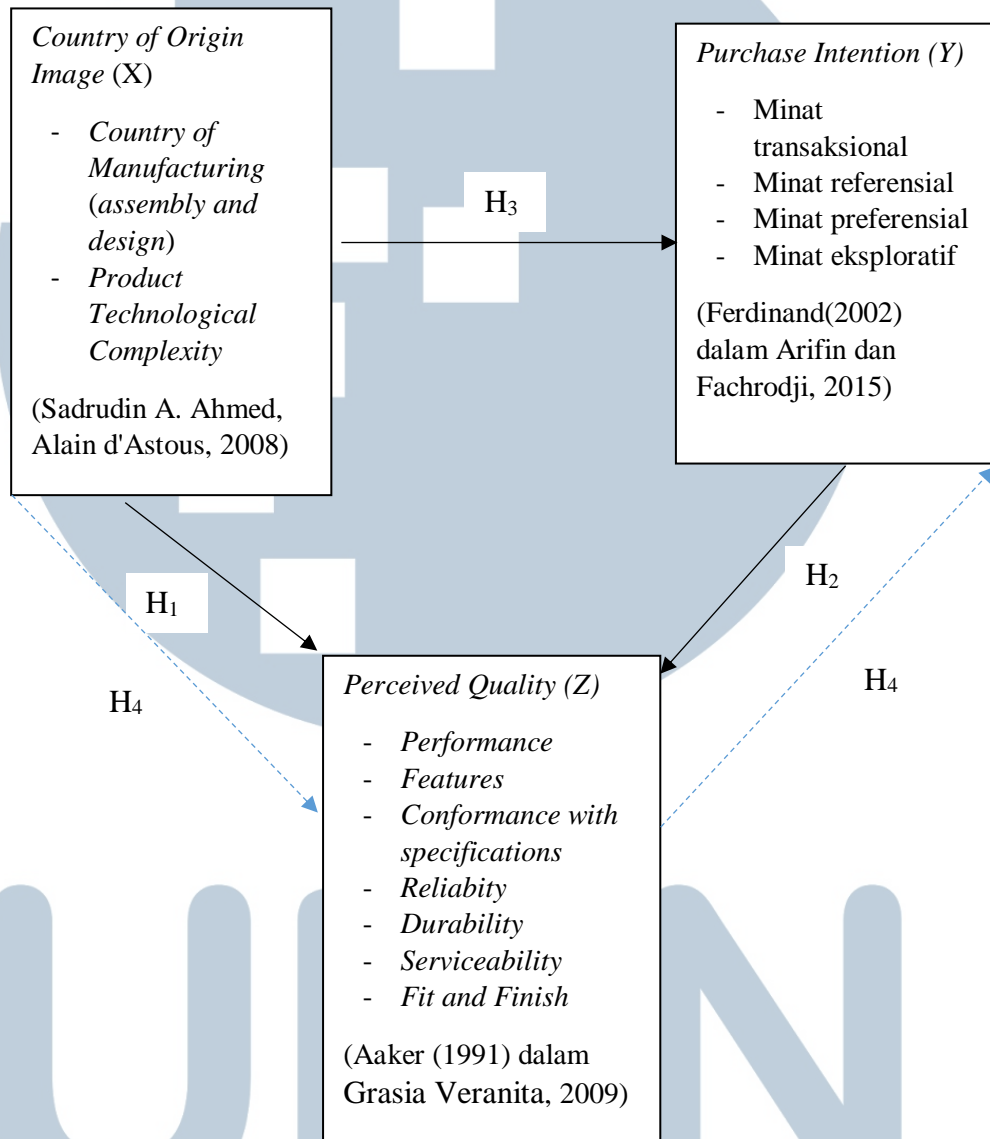 Country of Origin
Image (X)
- Country of
Manufacturing
(assembly and
design)
- Product
Technological
Complexity
(Sadrudin A. Ahmed,
Alain d'Astous, 2008)
H3
Purchase Intention (Y)
- Minat
transaksional
- Minat referensial
- Minat preferensial
- Minat eksploratif
(Ferdinand(2002)
dalam Arifin dan
Fachrodji, 2015)
H1
H2
H4
H4
Perceived Quality (Z)
- Performance
- Features
- Conformance with
specifications
- Reliabity
- Durability
- Serviceability
- Fit and Finish
(Aaker (1991) dalam
Grasia Veranita, 2009)